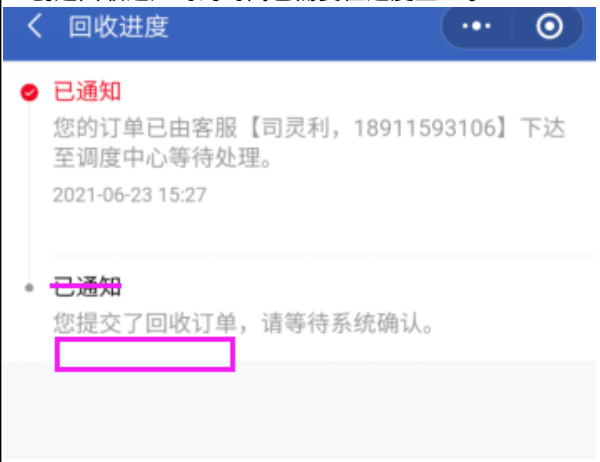 回收进度
已通知
您的订单已由客服【司灵利，18911593106】下达
至调度中心等待处理。
2021-06-23 15:27
已通知
您提交了回收订单，请等待系统确认。